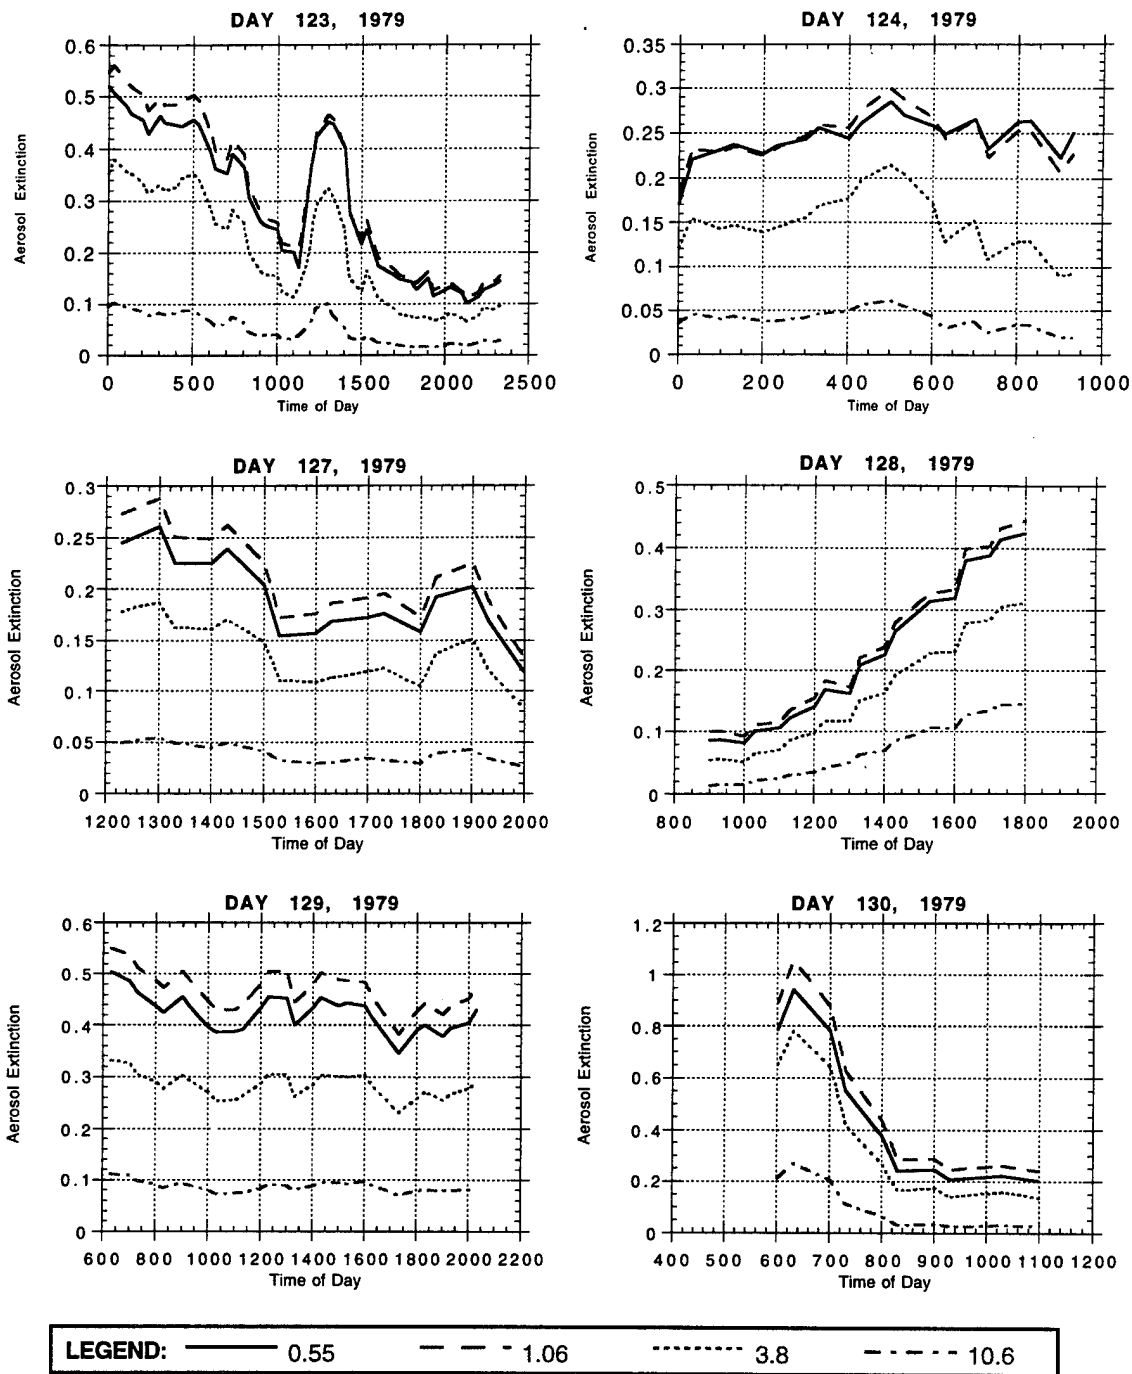 DAY 123, 1979
0.6
0.5
0.4
0.3
0.2
0.1
0
Aerosol Extinction
0 500 1000 1500 2000 2500
Time of Day
DAY 124, 1979
0.35
0.3
0.25
0.2
0.15
0.1
0.05
0
Aerosol Extinction
0 200 400 600 800 1000
Time of Day
DAY 127, 1979
0.3
0.25
0.2
0.15
0.1
0.05
0
Aerosol Extinction
1200 1300 1400 1500 1600 1700 1800 1900 2000
Time of Day
DAY 128, 1979
0.5
0.4
0.3
0.2
0.1
0
Aerosol Extinction
800 1000 1200 1400 1600 1800 2000
Time of Day
DAY 129, 1979
0.6
0.5
0.4
0.3
0.2
0.1
0
Aerosol Extinction
600 800 1000 1200 1400 1600 1800 2000 2200
Time of Day
DAY 130, 1979
1.2
1
0.8
0.6
0.4
0.2
0
Aerosol Extinction
400 500 600 700 800 900 1000 1100 1200
Time of Day
LEGEND: 0.55 1.06 3.8 10.6